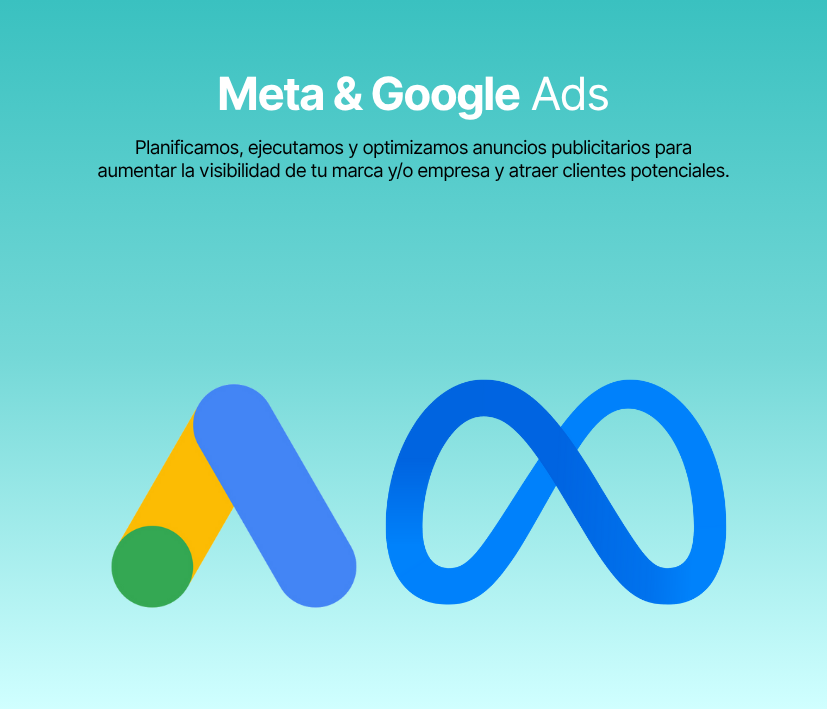 Meta & Google Ads
Planificamos, ejecutamos y optimizamos anuncios publicitarios para
aumentar la visibilidad de tu marca y/o empresa y atraer clientes potenciales.